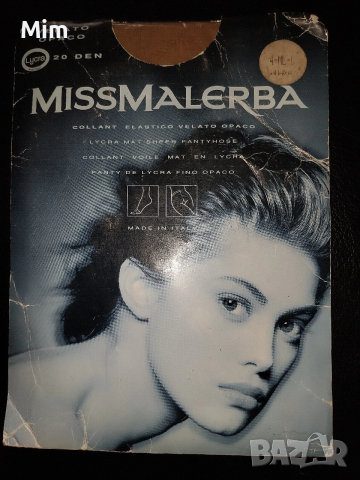 Mim
OPACO
Lycra 20 DEN
MISSMALERBA
COLLANT ELASTICO VELATO OPACO
LYCRA MAT SHEER PANTYHOSE
COLLANT VOILE MAT EN LYCRA
PANTY DE LYCRA FINO OPACO
MADE IN ITALY
BAZAR